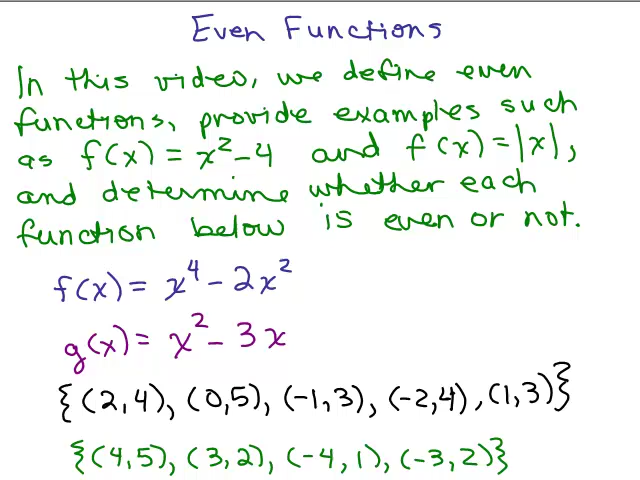 Even Functions
In this video, we define even
functions, provide examples such
as f(x) = x² - 4 and f(x) = |x|,
and determine whether each
function below is even or not.
f(x) = x⁴ - 2x²
g(x) = x² - 3x
{(2,4), (0,5), (-1,3), (-2,4), (1,3)}
{(4,5), (3,2), (-4,1), (-3,2)}